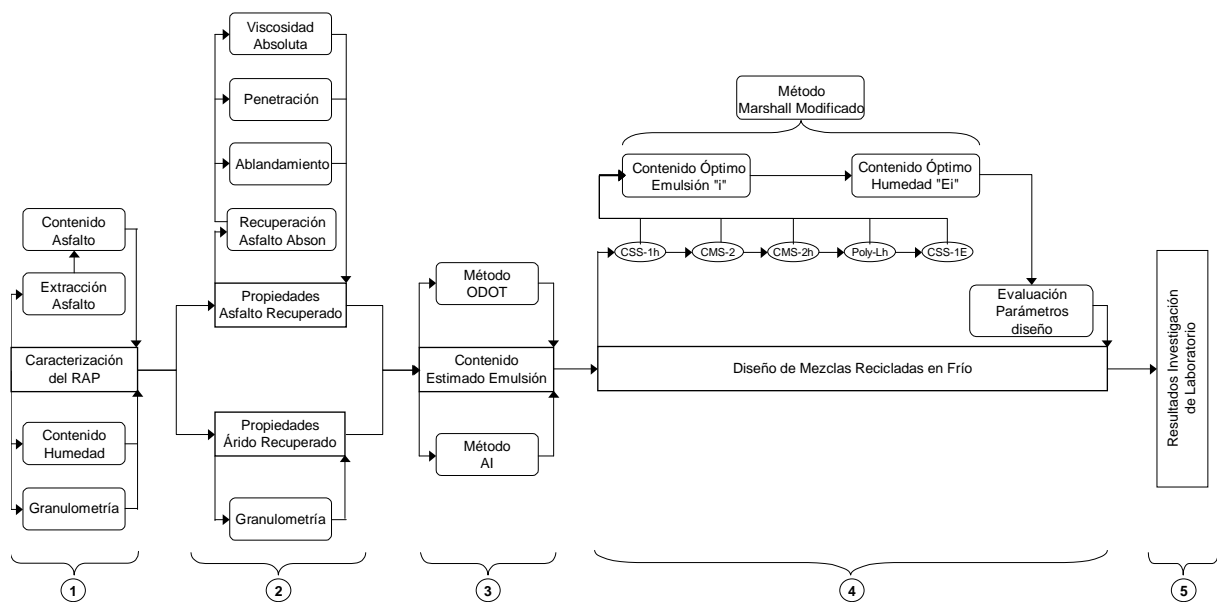 Contenido
Asfalto
Extracción
Asfalto
Caracterización
del RAP
Contenido
Humedad
Granulometría
1
Viscosidad
Absoluta
Penetración
Ablandamiento
Recuperación
Asfalto Abson
Propiedades
Asfalto Recuperado
Propiedades
Árido Recuperado
Granulometría
2
Método
ODOT
Contenido
Estimado Emulsión
Método
AI
3
Método
Marshall Modificado
Contenido Óptimo
Emulsión "i"
Contenido Óptimo
Humedad "Ei"
CSS-1h
CMS-2
CMS-2h
Poly-Lh
CSS-1E
Evaluación
Parámetros
diseño
Diseño de Mezclas Recicladas en Frío
4
Resultados Investigación
de Laboratorio
5